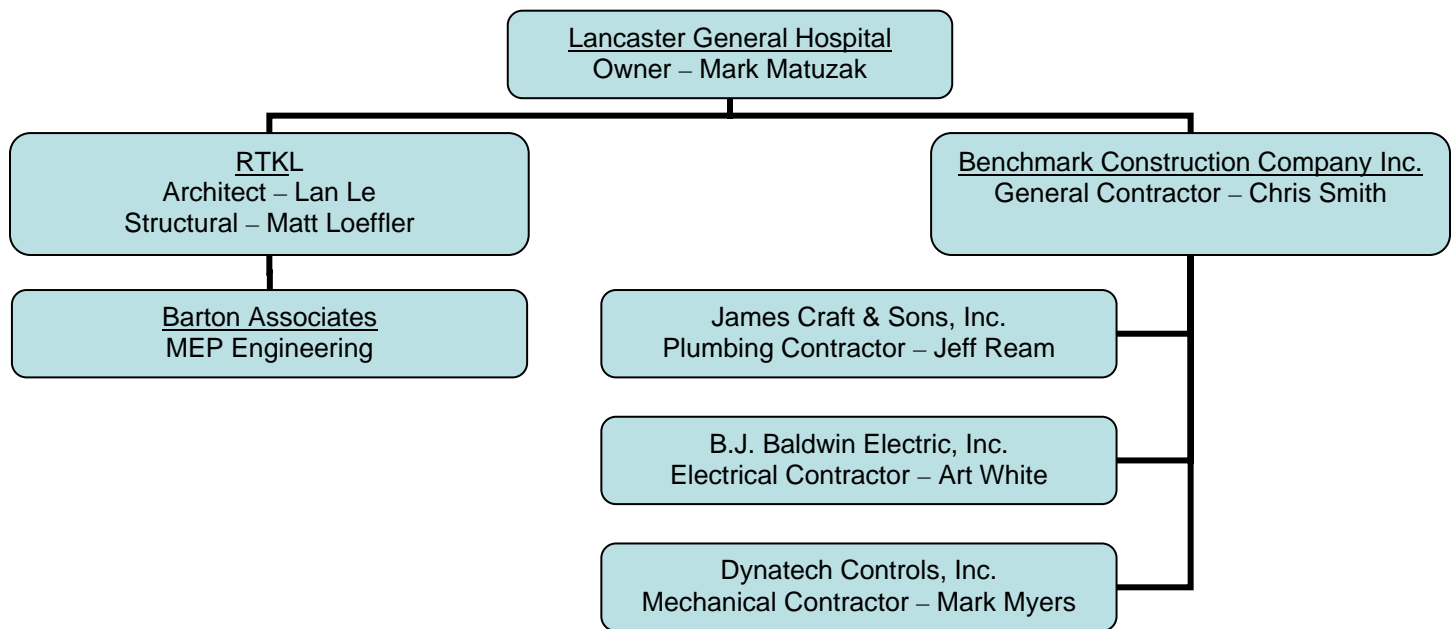 Lancaster General Hospital
Owner – Mark Matuzak
RTKL
Architect – Lan Le
Structural – Matt Loeffler
Benchmark Construction Company Inc.
General Contractor – Chris Smith
Barton Associates
MEP Engineering
James Craft & Sons, Inc.
Plumbing Contractor – Jeff Ream
B.J. Baldwin Electric, Inc.
Electrical Contractor – Art White
Dynatech Controls, Inc.
Mechanical Contractor – Mark Myers